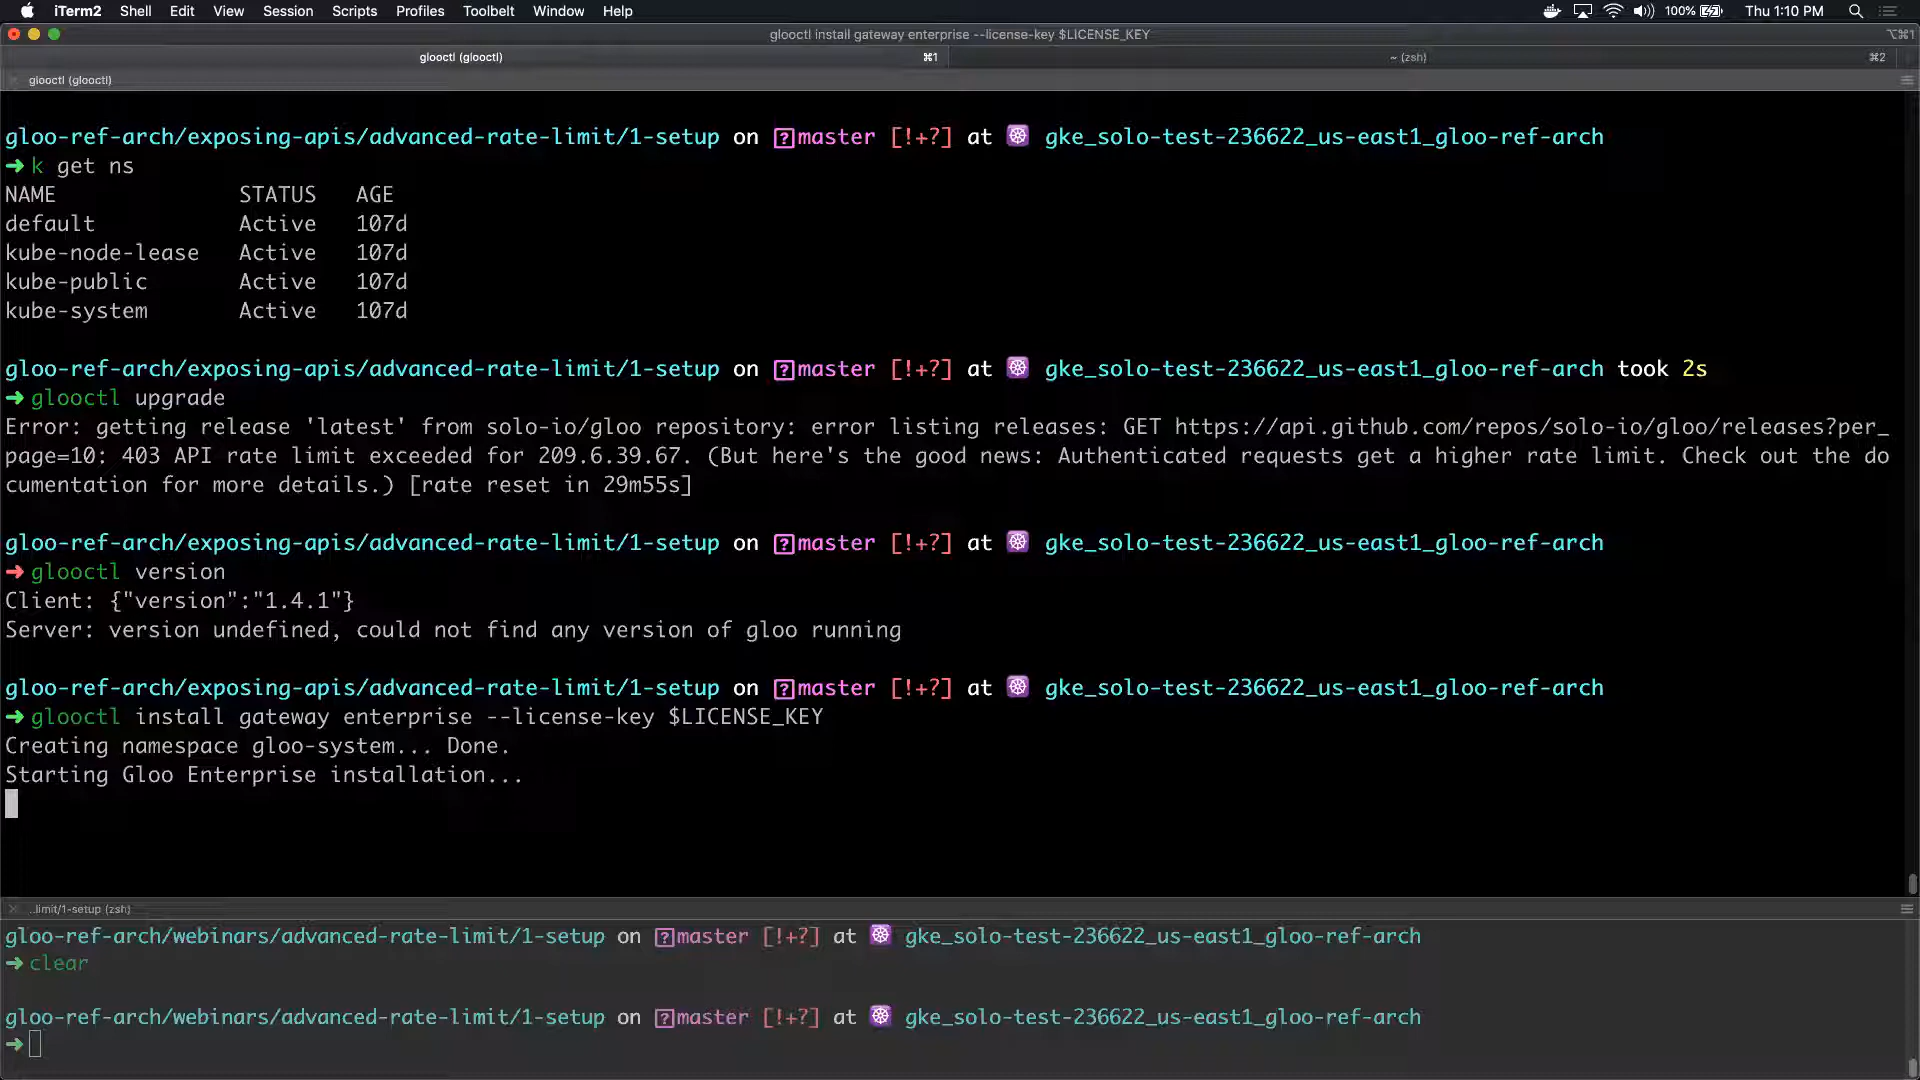 iTerm2 Shell Edit View Session Scripts Profiles Toolbelt Window Help 100% Thu 1:10 PM
glooctl install gateway enterprise --license-key $LICENSE_KEY ⌥⌘1
glooctl (glooctl) ⌘1 ~ (zsh) ⌘2
glooctl (glooctl)
gloo-ref-arch/exposing-apis/advanced-rate-limit/1-setup on [?]master [!+?] at gke_solo-test-236622_us-east1_gloo-ref-arch
➜ k get ns
NAME STATUS AGE
default Active 107d
kube-node-lease Active 107d
kube-public Active 107d
kube-system Active 107d
gloo-ref-arch/exposing-apis/advanced-rate-limit/1-setup on [?]master [!+?] at gke_solo-test-236622_us-east1_gloo-ref-arch took 2s
➜ glooctl upgrade
Error: getting release 'latest' from solo-io/gloo repository: error listing releases: GET https://api.github.com/repos/solo-io/gloo/releases?per_
page=10: 403 API rate limit exceeded for 209.6.39.67. (But here's the good news: Authenticated requests get a higher rate limit. Check out the do
cumentation for more details.) [rate reset in 29m55s]
gloo-ref-arch/exposing-apis/advanced-rate-limit/1-setup on [?]master [!+?] at gke_solo-test-236622_us-east1_gloo-ref-arch
➜ glooctl version
Client: {"version":"1.4.1"}
Server: version undefined, could not find any version of gloo running
gloo-ref-arch/exposing-apis/advanced-rate-limit/1-setup on [?]master [!+?] at gke_solo-test-236622_us-east1_gloo-ref-arch
➜ glooctl install gateway enterprise --license-key $LICENSE_KEY
Creating namespace gloo-system... Done.
Starting Gloo Enterprise installation...
..limit/1-setup (zsh)
gloo-ref-arch/webinars/advanced-rate-limit/1-setup on [?]master [!+?] at gke_solo-test-236622_us-east1_gloo-ref-arch
➜ clear
gloo-ref-arch/webinars/advanced-rate-limit/1-setup on [?]master [!+?] at gke_solo-test-236622_us-east1_gloo-ref-arch
➜